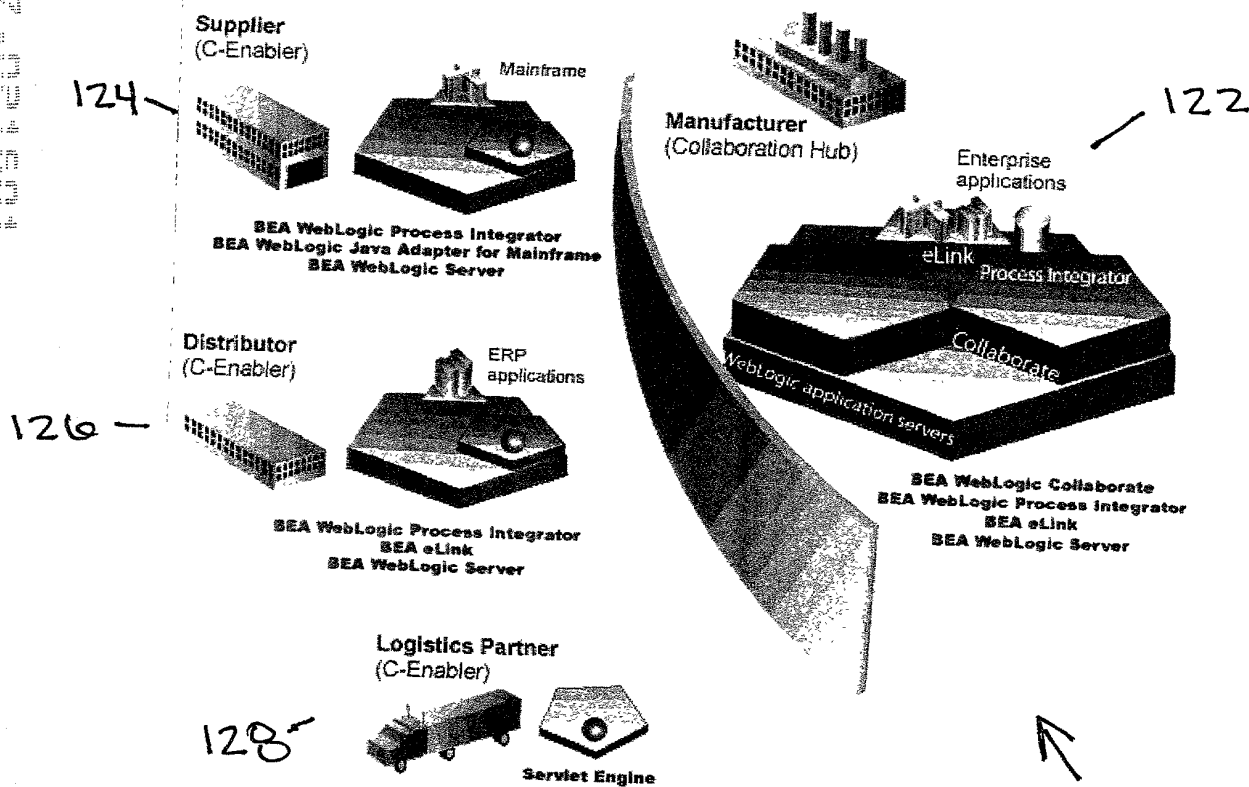 Supplier
(C-Enabler)
Mainframe
124
BEA WebLogic Process Integrator
BEA WebLogic Java Adapter for Mainframe
BEA WebLogic Server
Distributor
(C-Enabler)
ERP
applications
126
BEA WebLogic Process Integrator
BEA eLink
BEA WebLogic Server
Logistics Partner
(C-Enabler)
128
Servlet Engine
Manufacturer
(Collaboration Hub)
122
Enterprise
applications
eLink
Process Integrator
Collaborate
WebLogic application servers
BEA WebLogic Collaborate
BEA WebLogic Process Integrator
BEA eLink
BEA WebLogic Server